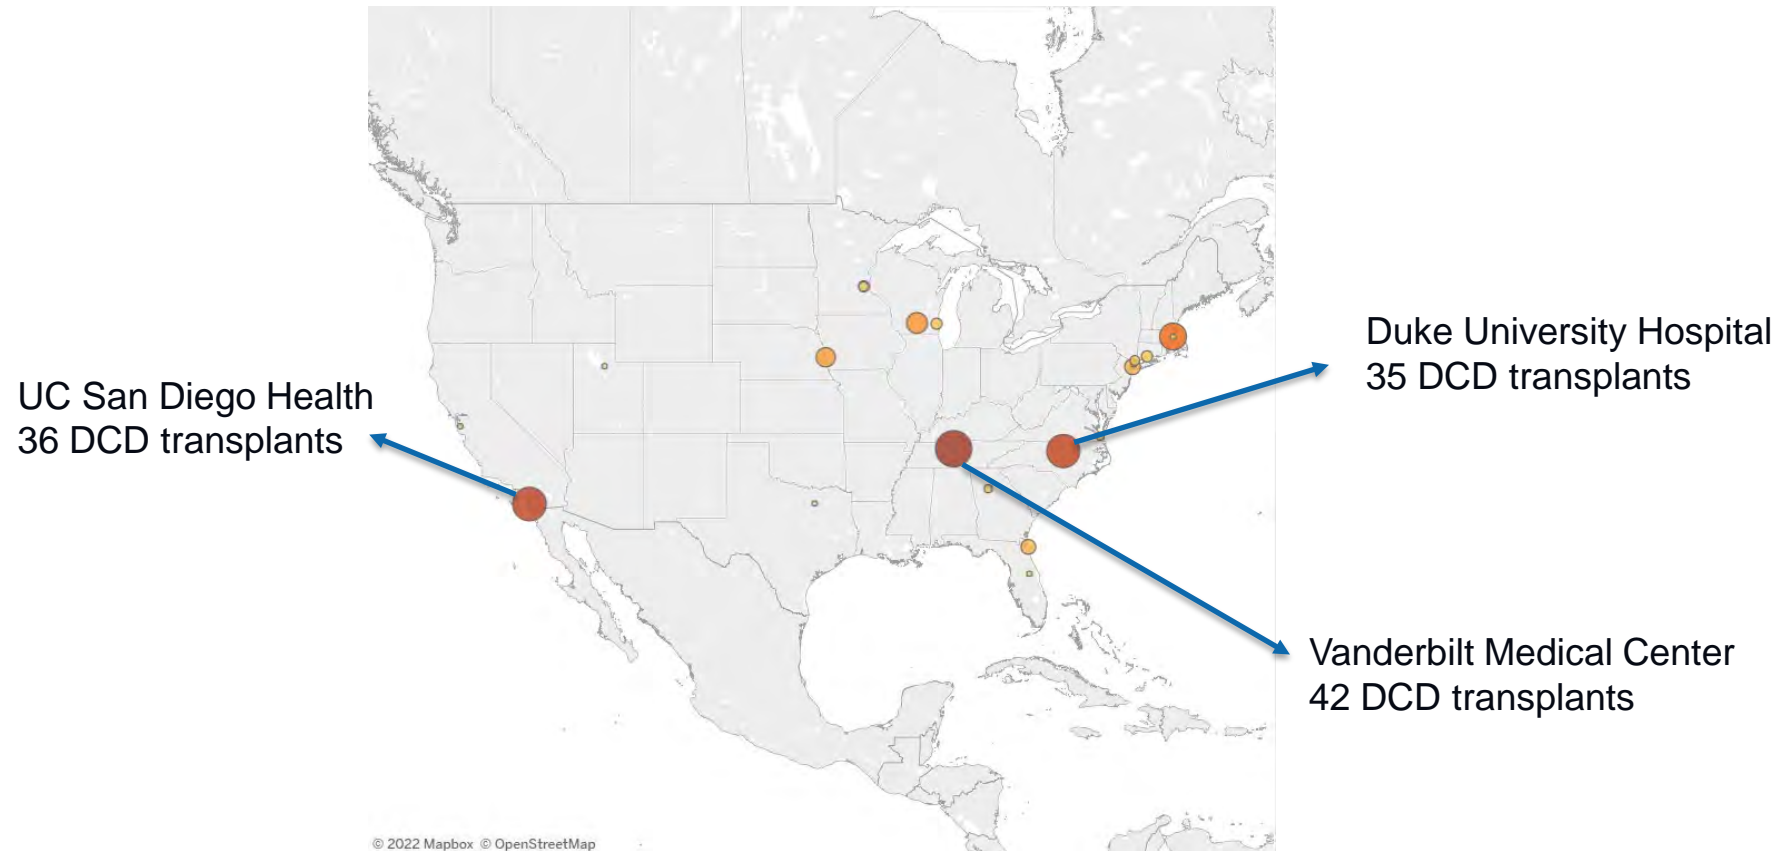 Duke University Hospital
35 DCD transplants
UC San Diego Health
36 DCD transplants
Vanderbilt Medical Center
42 DCD transplants
© 2022 Mapbox © OpenStreetMap